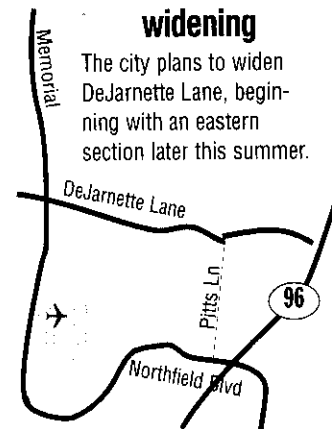 widening
The city plans to widen
DeJarnette Lane, begin-
ning with an eastern
section later this summer.
Memorial
DeJarnette Lane
Pitts Ln
96
Northfield Blvd